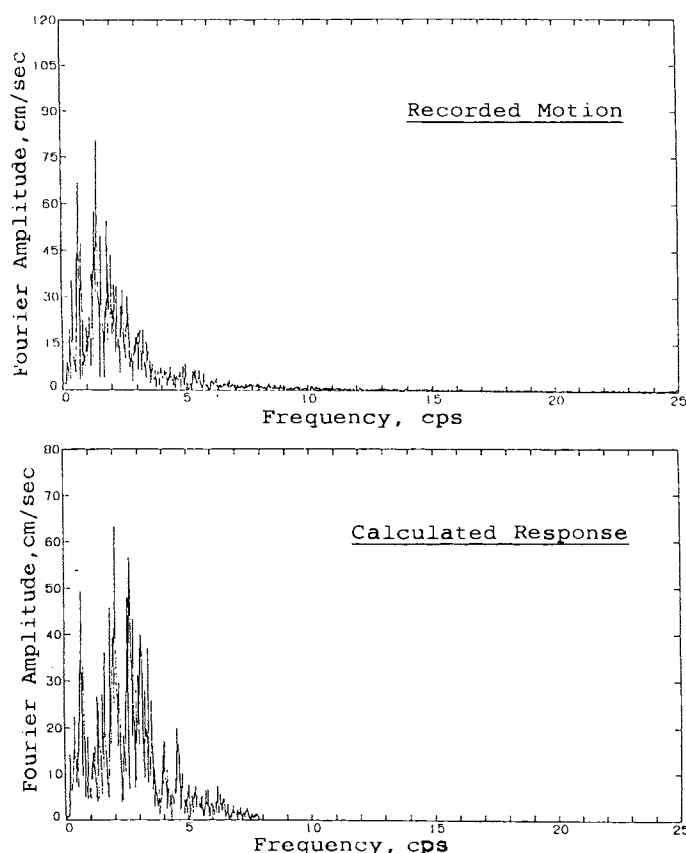 120
105
90
75
60
45
30
15
0
Fourier Amplitude, cm/sec
Recorded Motion
0 5 10 15 20 25
Frequency, cps
80
70
60
50
40
30
20
10
0
Fourier Amplitude, cm/sec
Calculated Response
0 5 10 15 20 25
Frequency, cps